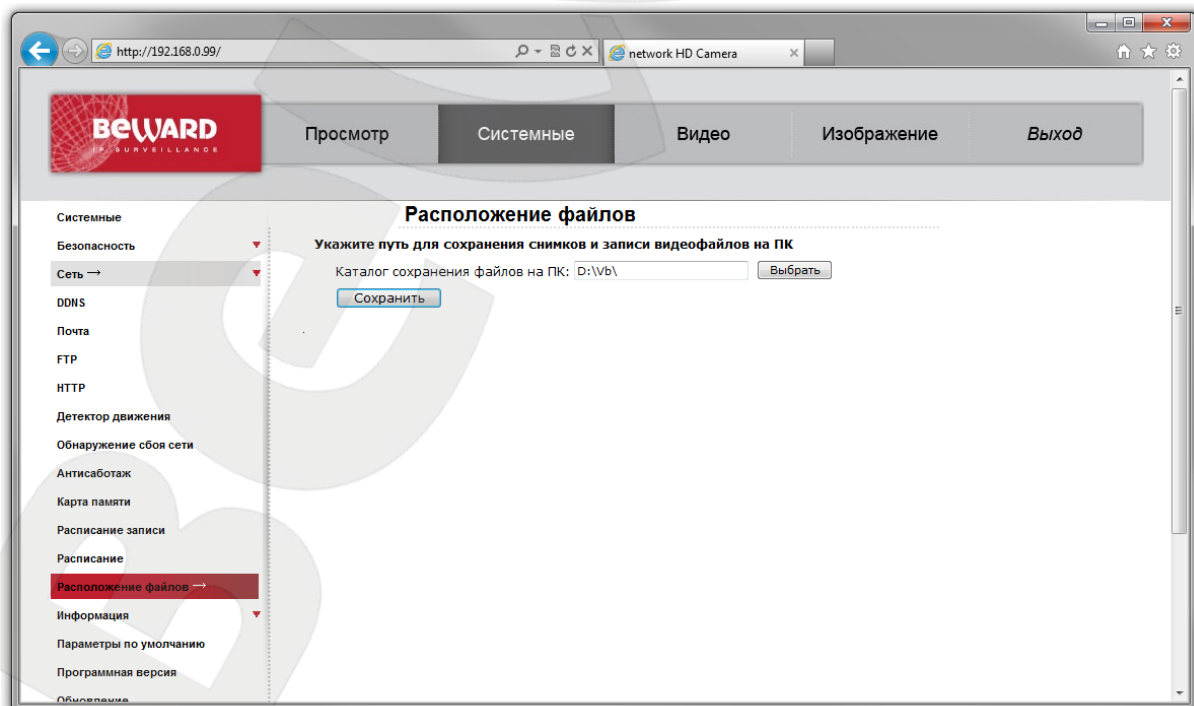 http://192.168.0.99/
network HD Camera
BEWARD
IP SURVEILLANCE
Просмотр
Системные
Видео
Изображение
Выход
Системные
Безопасность
Сеть →
DDNS
Почта
FTP
HTTP
Детектор движения
Обнаружение сбоя сети
Антисаботаж
Карта памяти
Расписание записи
Расписание
Расположение файлов →
Информация
Параметры по умолчанию
Программная версия
Обновление
Расположение файлов
Укажите путь для сохранения снимков и записи видеофайлов на ПК
Каталог сохранения файлов на ПК: D:\Vb\ Выбрать
Сохранить